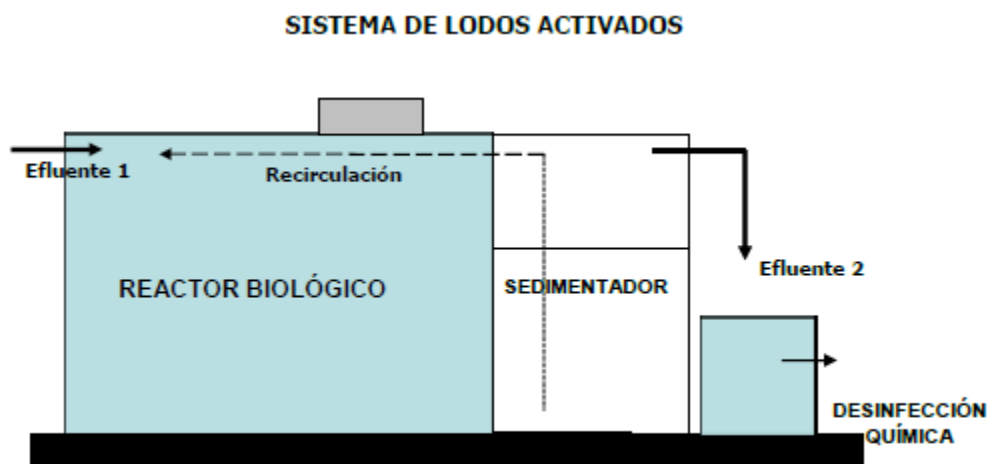 SISTEMA DE LODOS ACTIVADOS
Efluente 1
Recirculación
REACTOR BIOLÓGICO
SEDIMENTADOR
Efluente 2
DESINFECCIÓN
QUÍMICA